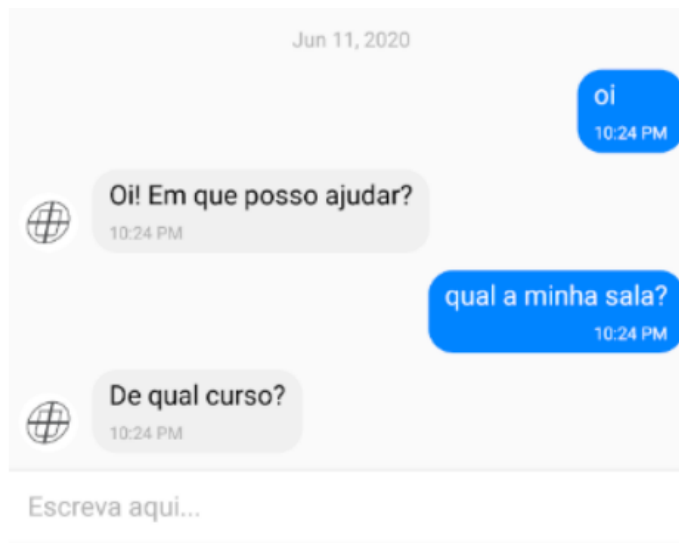 Jun 11, 2020
oi
10:24 PM
Oi! Em que posso ajudar?
10:24 PM
qual a minha sala?
10:24 PM
De qual curso?
10:24 PM
Escreva aqui...